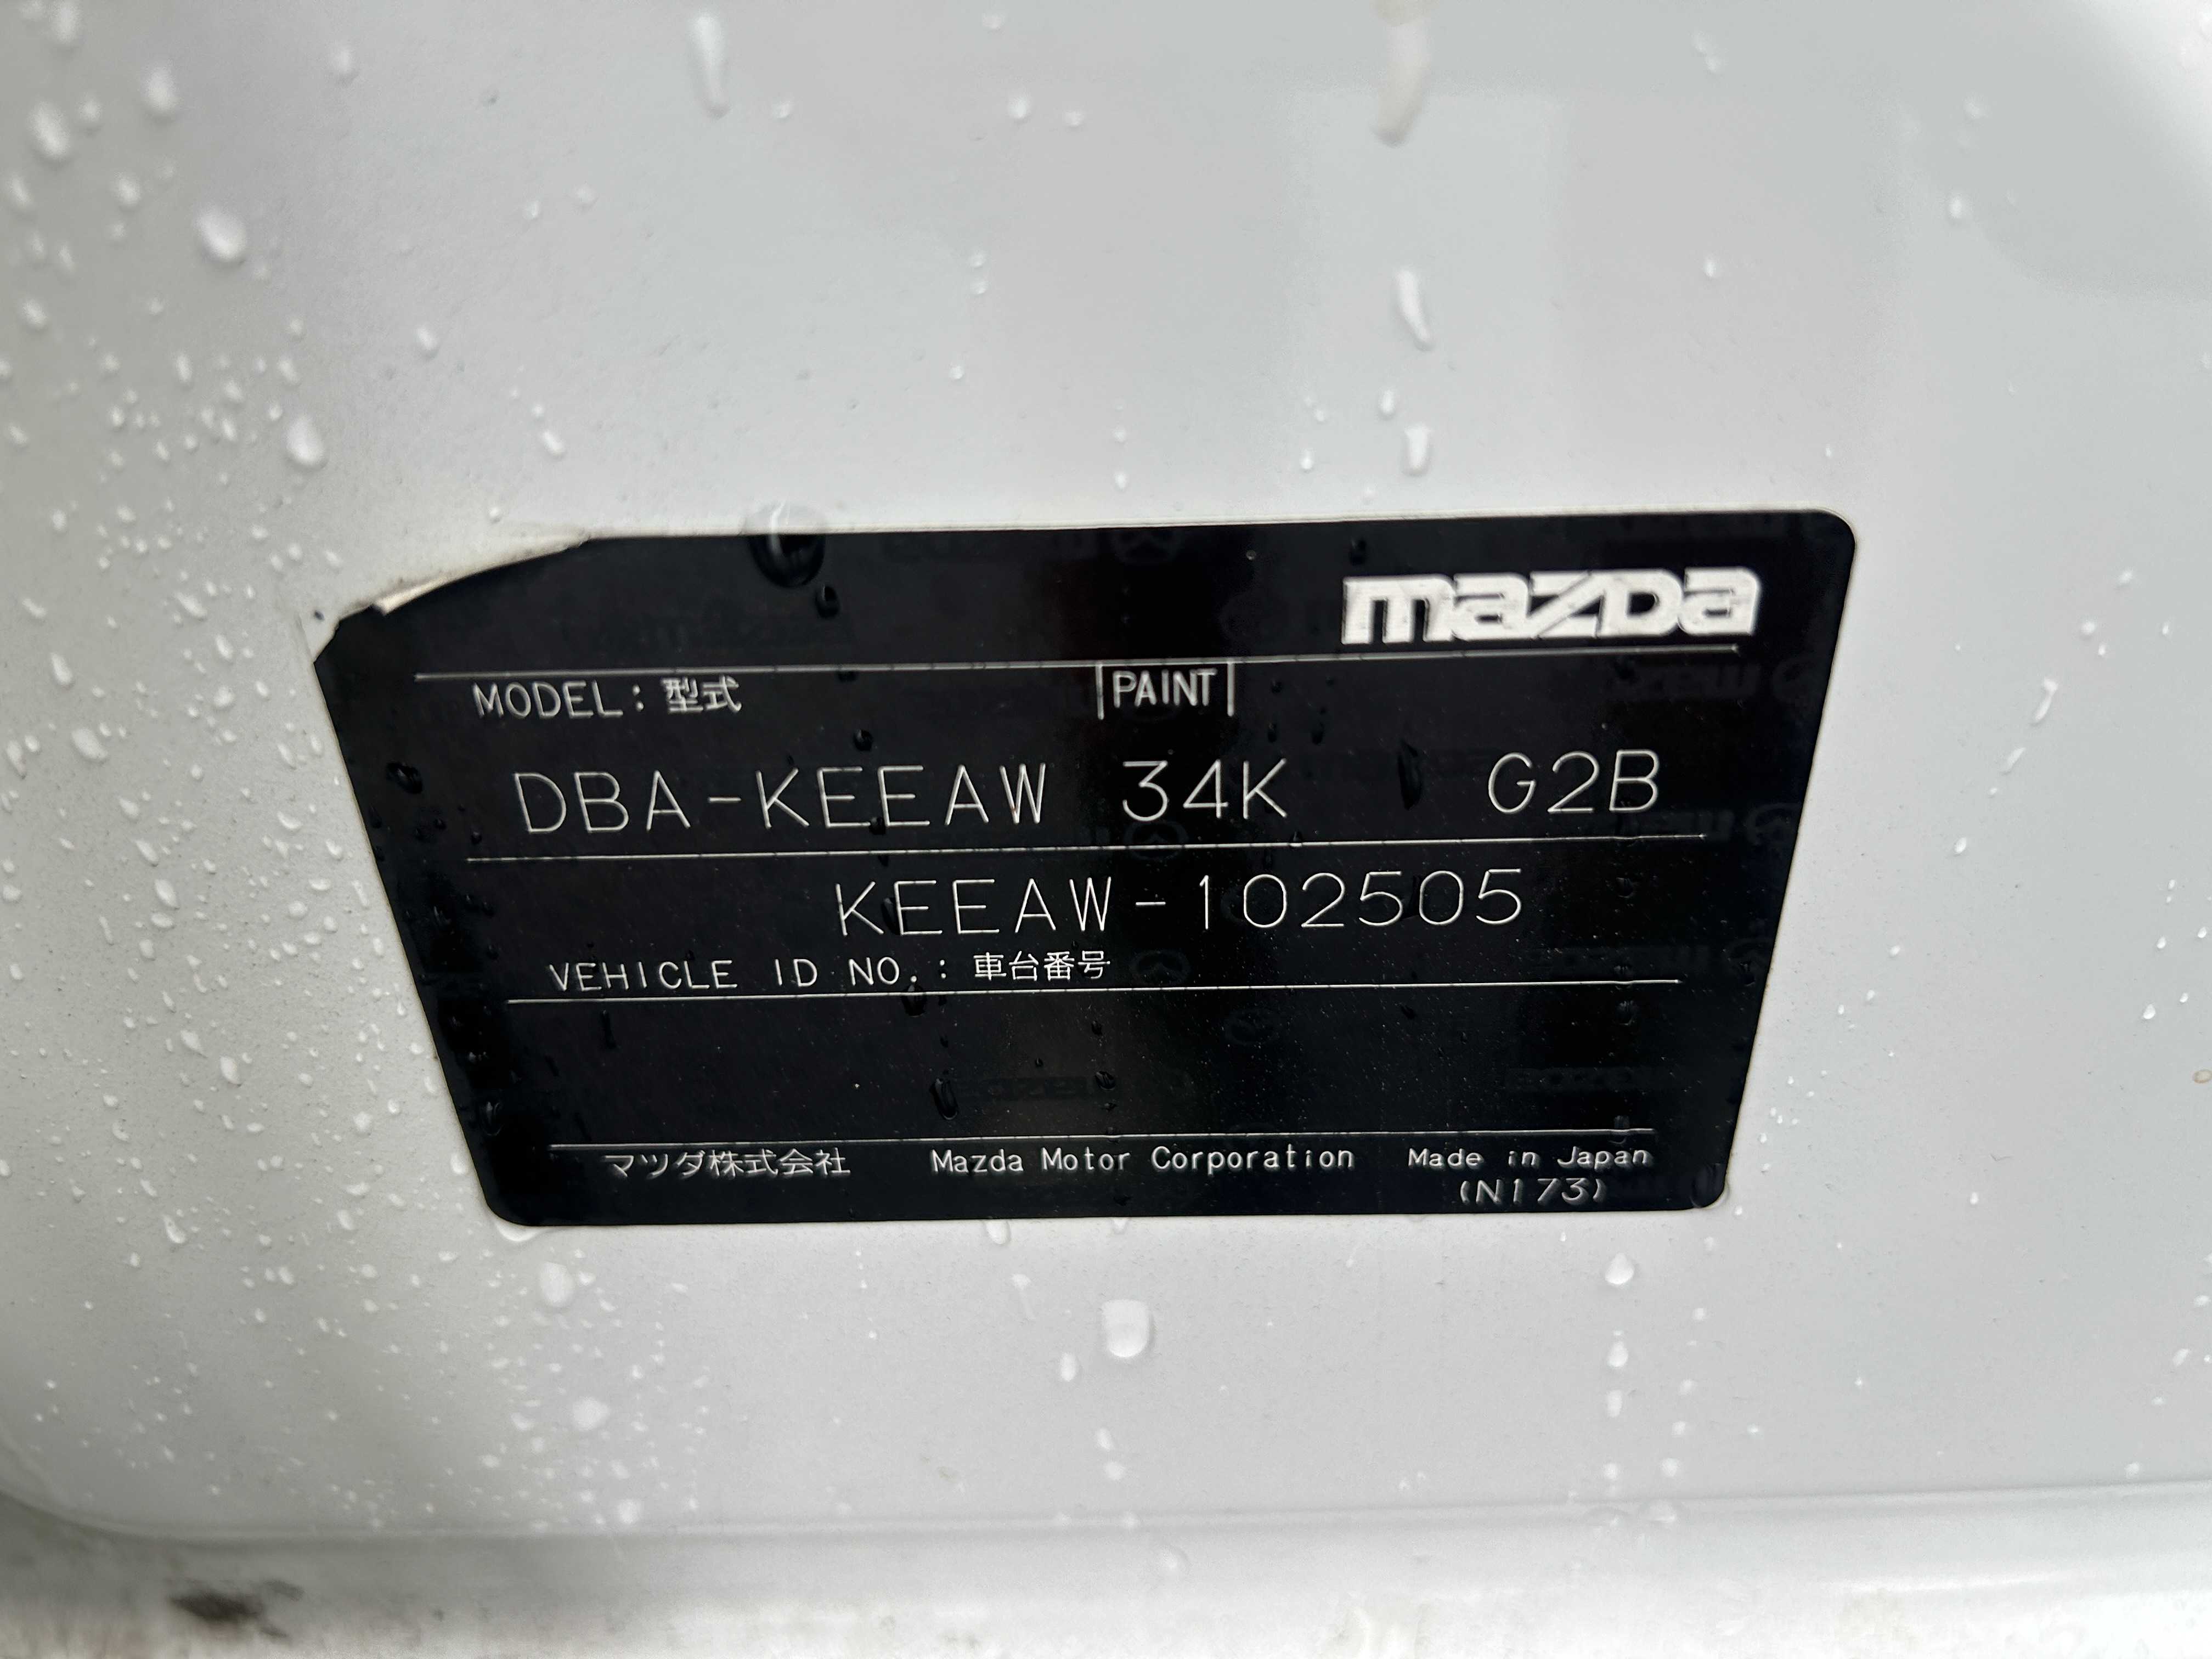 mazda
MODEL : 型式 PAINT
DBA-KEEAW 34K G2B
KEEAW-102505
VEHICLE ID NO. : 車台番号
マツダ株式会社 Mazda Motor Corporation Made in Japan
(N173)